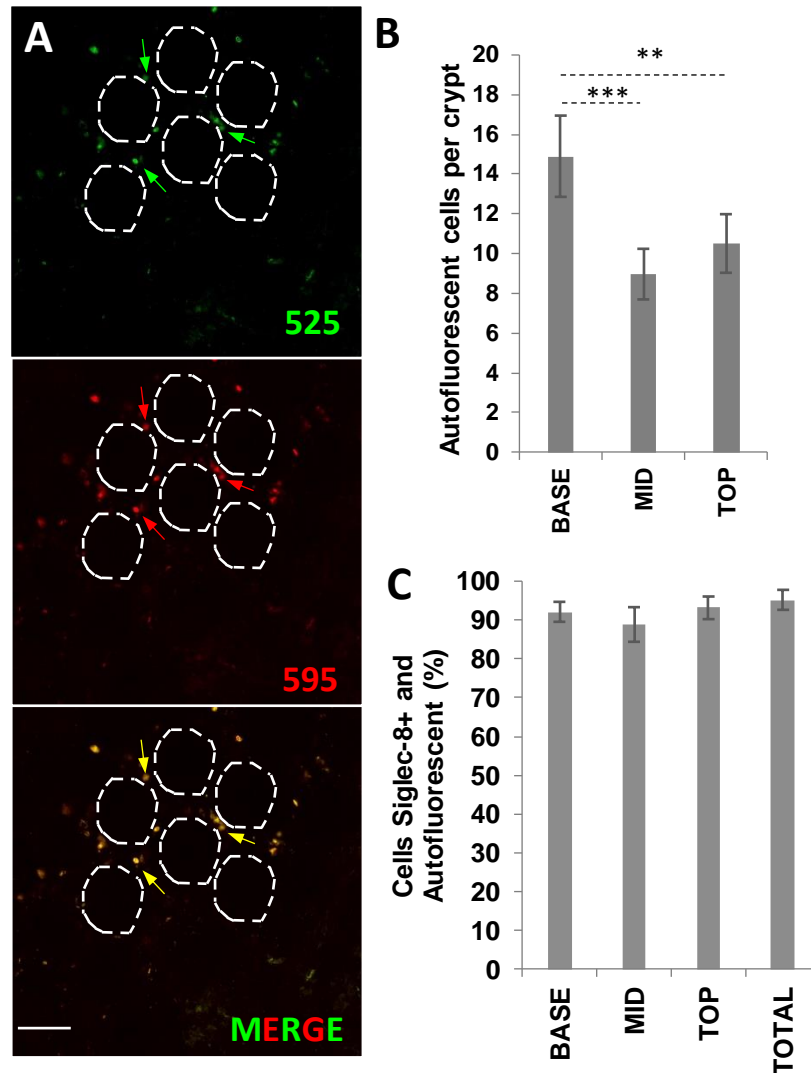 A
525
595
MERGE
B
Autofluorescent cells per crypt
20
18
16
14
12
10
8
6
4
2
0
**
***
BASE
MID
TOP
C
Cells Siglec-8+ and
Autofluorescent (%)
100
90
80
70
60
50
40
30
20
10
0
BASE
MID
TOP
TOTAL